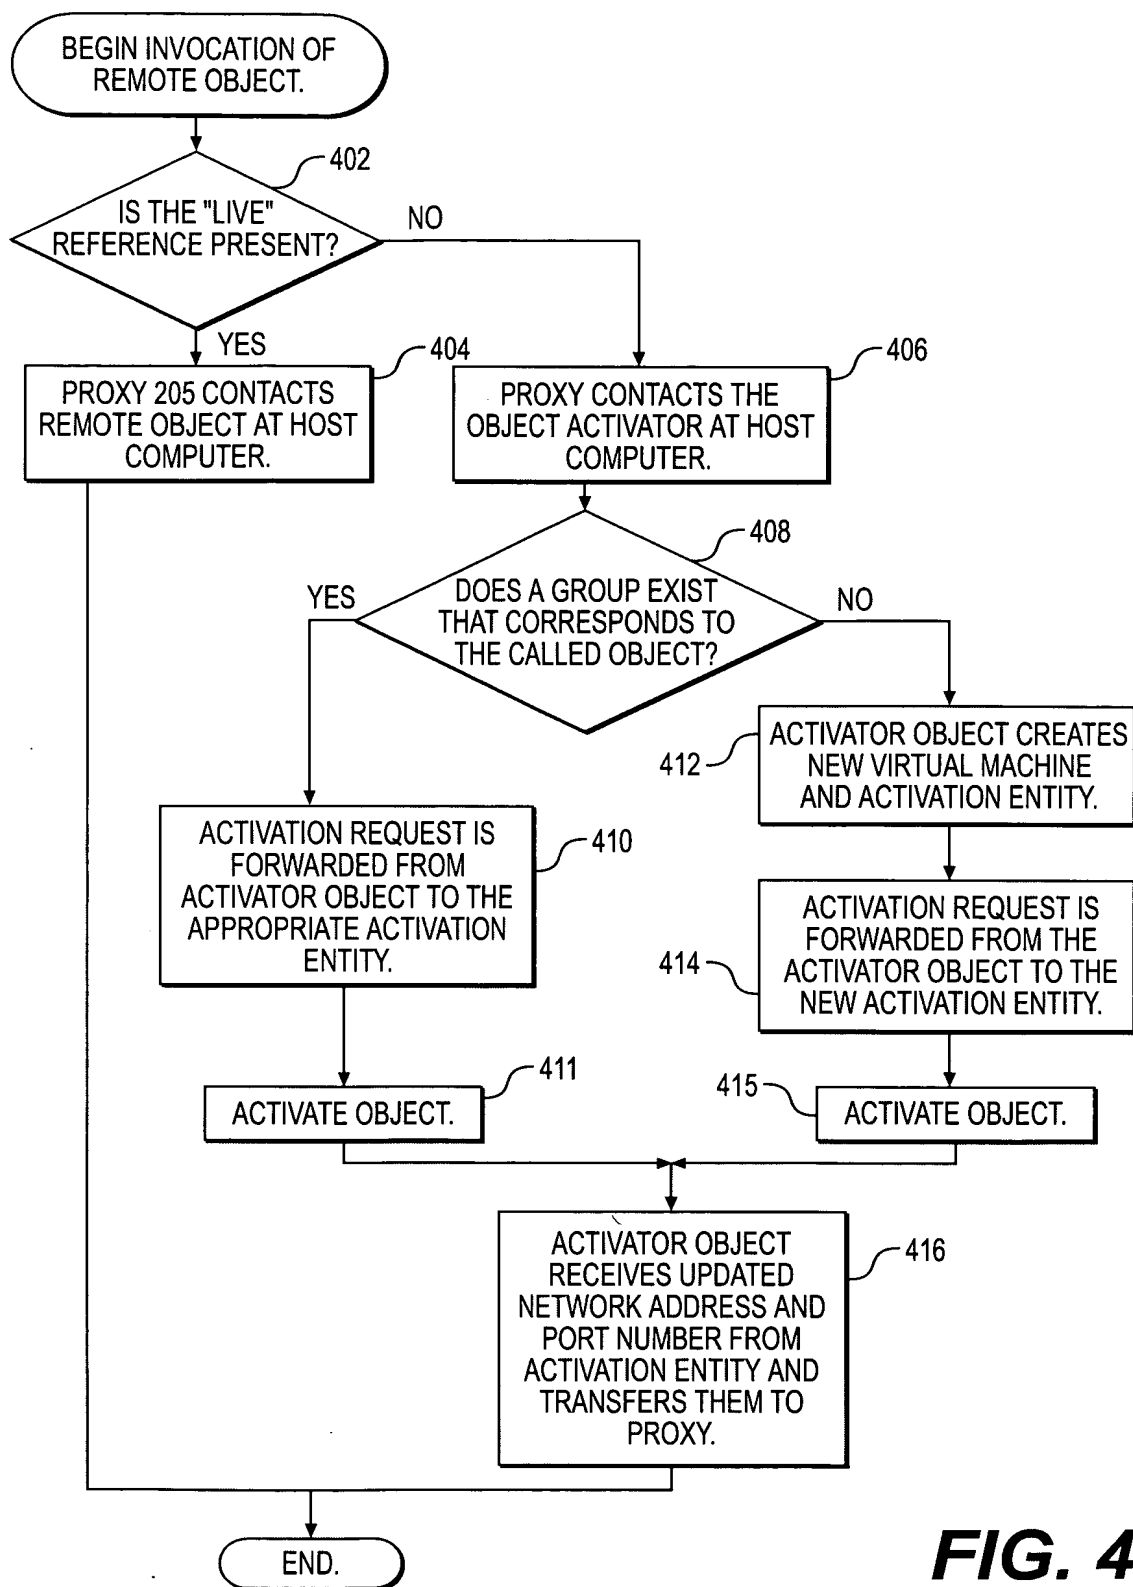 BEGIN INVOCATION OF
REMOTE OBJECT.
402
IS THE "LIVE"
REFERENCE PRESENT?
NO
YES
404
PROXY 205 CONTACTS
REMOTE OBJECT AT HOST
COMPUTER.
406
PROXY CONTACTS THE
OBJECT ACTIVATOR AT HOST
COMPUTER.
408
DOES A GROUP EXIST
THAT CORRESPONDS TO
THE CALLED OBJECT?
YES
NO
412
ACTIVATOR OBJECT CREATES
NEW VIRTUAL MACHINE
AND ACTIVATION ENTITY.
410
ACTIVATION REQUEST IS
FORWARDED FROM
ACTIVATOR OBJECT TO THE
APPROPRIATE ACTIVATION
ENTITY.
414
ACTIVATION REQUEST IS
FORWARDED FROM THE
ACTIVATOR OBJECT TO THE
NEW ACTIVATION ENTITY.
411
ACTIVATE OBJECT.
415
ACTIVATE OBJECT.
416
ACTIVATOR OBJECT
RECEIVES UPDATED
NETWORK ADDRESS AND
PORT NUMBER FROM
ACTIVATION ENTITY AND
TRANSFERS THEM TO
PROXY.
END.
FIG. 4